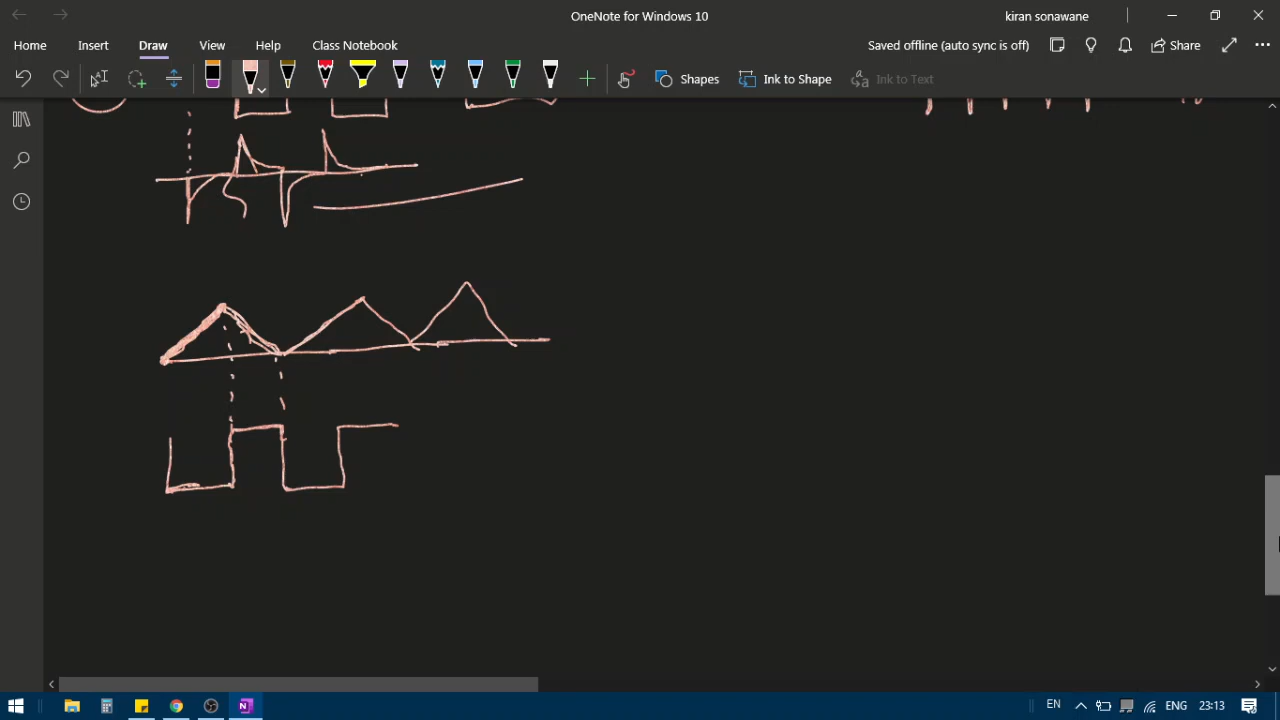 OneNote for Windows 10
kiran sonawane
Home
Insert
Draw
View
Help
Class Notebook
Saved offline (auto sync is off)
Share
Shapes
Ink to Shape
Ink to Text
EN
ENG
23:13